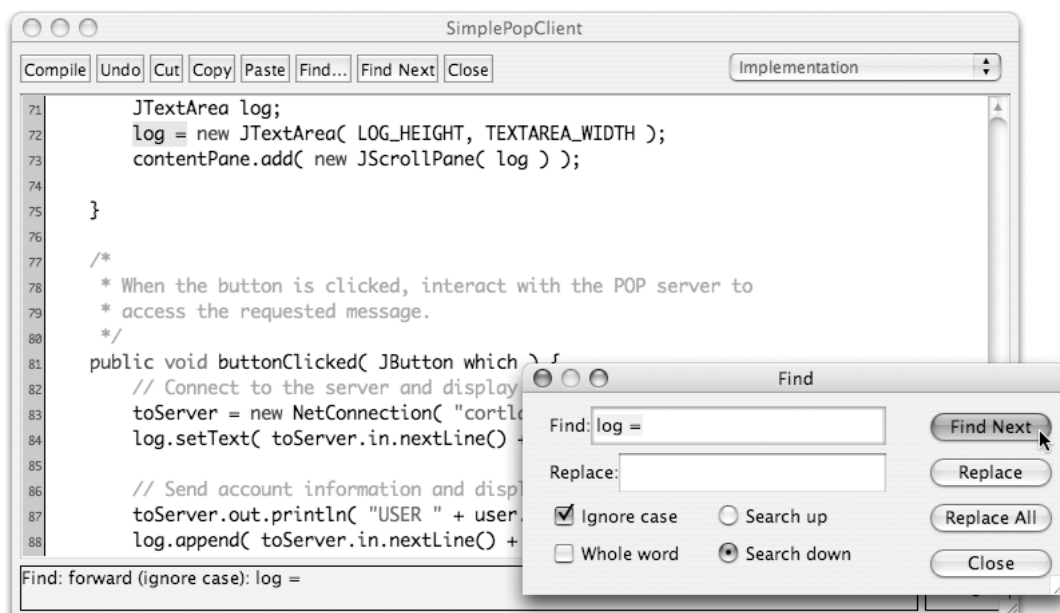 SimplePopClient
Compile Undo Cut Copy Paste Find... Find Next Close Implementation
71 JTextArea log;
72 log = new JTextArea( LOG_HEIGHT, TEXTAREA_WIDTH );
73 contentPane.add( new JScrollPane( log ) );
74
75 }
76
77 /*
78 * When the button is clicked, interact with the POP server to
79 * access the requested message.
80 */
81 public void buttonClicked( JButton which ) {
82 // Connect to the server and display
83 toServer = new NetConnection( "cortl
84 log.setText( toServer.in.nextLine() +
85
86 // Send account information and disp
87 toServer.out.println( "USER " + user.
88 log.append( toServer.in.nextLine() +
Find: forward (ignore case): log =
Find
Find: log =
Find Next
Replace:
Replace
Ignore case Search up
Replace All
Whole word Search down
Close